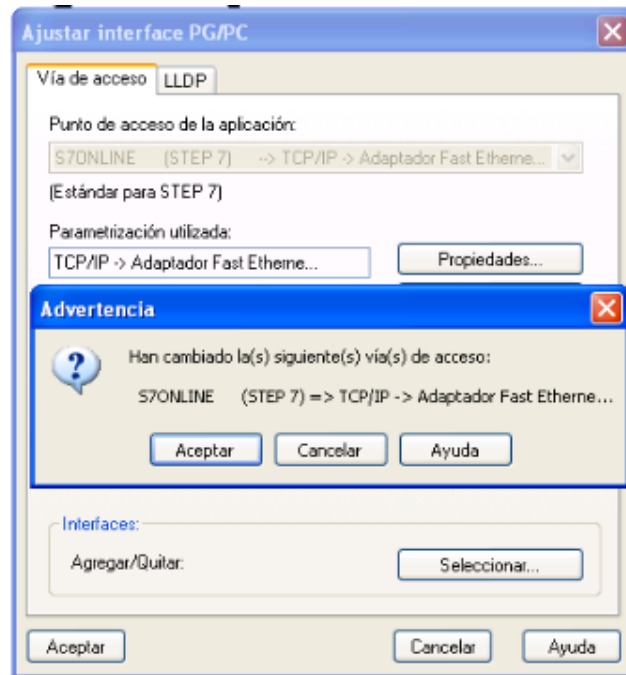 Ajustar interface PG/PC
Vía de acceso LLDP
Punto de acceso de la aplicación:
S7ONLINE (STEP 7) --> TCP/IP -> Adaptador Fast Etherne...
(Estándar para STEP 7)
Parametrización utilizada:
TCP/IP -> Adaptador Fast Etherne... Propiedades...
Advertencia
Han cambiado la(s) siguiente(s) vía(s) de acceso:
S7ONLINE (STEP 7) => TCP/IP -> Adaptador Fast Etherne...
Aceptar Cancelar Ayuda
Interfaces:
Agregar/Quitar: Seleccionar...
Aceptar Cancelar Ayuda